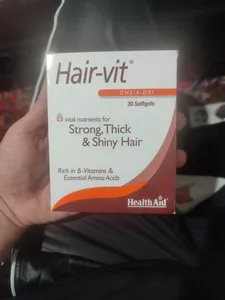 Hair-vit®
ONE-A-DAY
30 Softgels
vital nutrients for
Strong, Thick
& Shiny Hair
Rich in B-Vitamins &
Essential Amino Acids
HealthAid